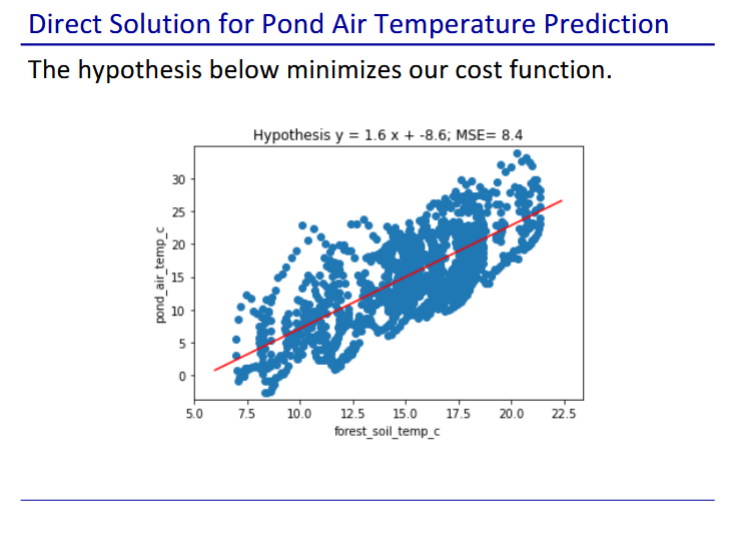 Direct Solution for Pond Air Temperature Prediction
The hypothesis below minimizes our cost function.
Hypothesis y = 1.6 x + -8.6; MSE= 8.4
30
25
20
15
10
5
0
pond_air_temp_c
5.0 7.5 10.0 12.5 15.0 17.5 20.0 22.5
forest_soil_temp_c